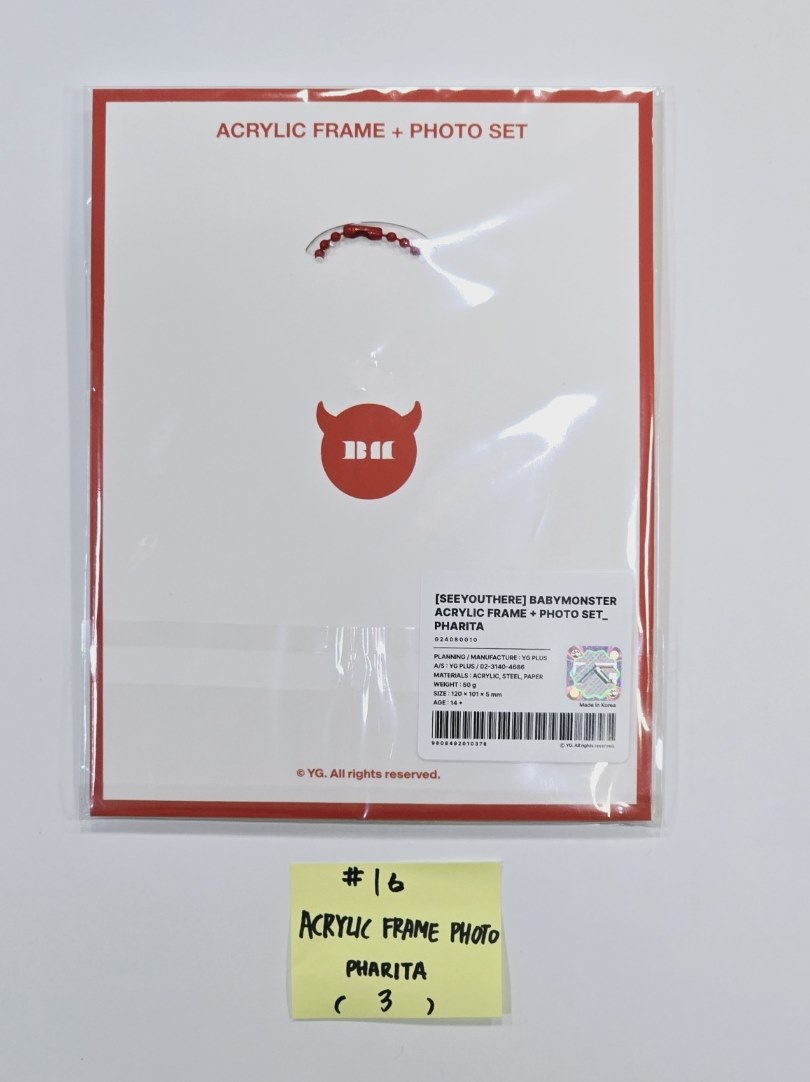 ACRYLIC FRAME + PHOTO SET
BM
[SEEYOUTHERE] BABYMONSTER
ACRYLIC FRAME + PHOTO SET_
PHARITA
024080010
PLANNING / MANUFACTURE : YG PLUS
A/S : YG PLUS / 02-3140-4686
MATERIALS : ACRYLIC, STEEL, PAPER
WEIGHT : 50 g
SIZE : 120 * 101 * 5 mm
AGE : 14 +
Made in Korea
© YG. All rights reserved.
© YG. All rights reserved.
#16
ACRYLIC FRAME PHOTO
PHARITA
( 3 )